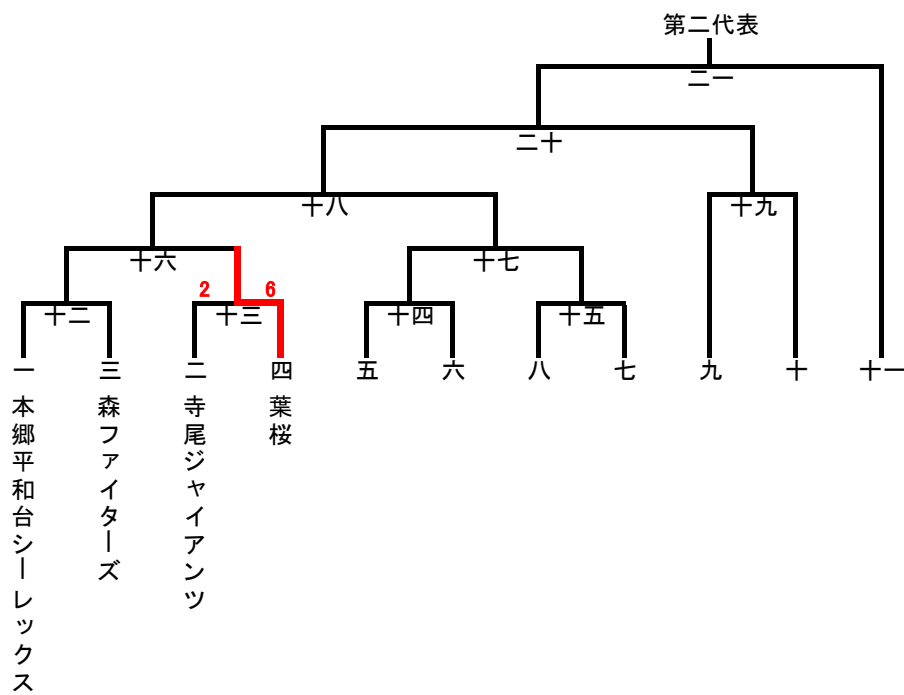 第二代表
二一
二十
十八
十九
十六
十七
2
6
十二
十三
十四
十五
一
三
二
四
五
六
八
七
九
十
十一
本郷平和台シーレックス
森ファイターズ
寺尾ジャイアンツ
葉桜